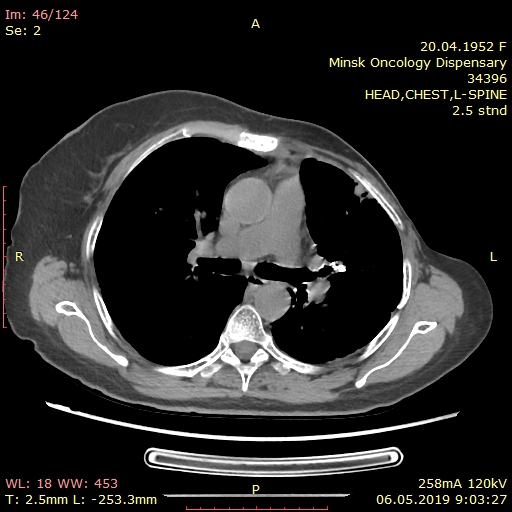 Im: 46/124
Se: 2
A
20.04.1952 F
Minsk Oncology Dispensary
34396
HEAD,CHEST,L-SPINE
2.5 stnd
R
L
WL: 18 WW: 453
T: 2.5mm L: -253.3mm
P
258mA 120kV
06.05.2019 9:03:27